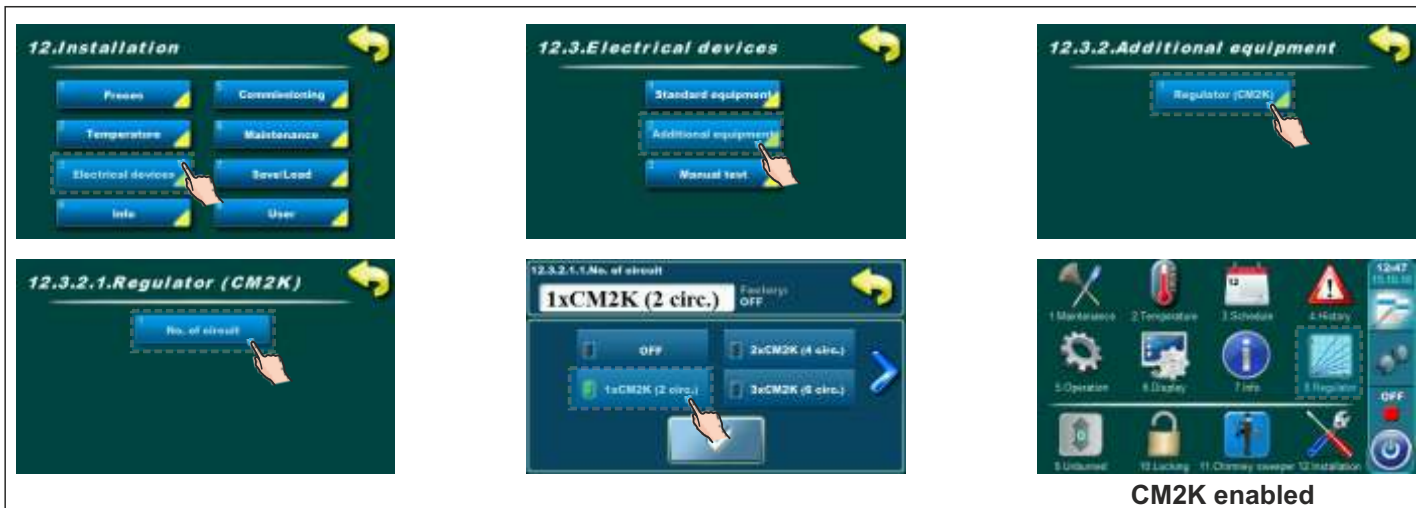 12.Installation
Process
Commissioning
Temperature
Maintenance
Electrical devices
Save/Load
Info
User
12.3.Electrical devices
Standard equipment
Additional equipment
Manual test
12.3.2.Additional equipment
Regulator (CM2K)
12.3.2.1.Regulator (CM2K)
No. of circuit
12.3.2.1.1.No. of circuit
1xCM2K (2 circ.)
Factory:
OFF
OFF
2xCM2K (4 circ.)
1xCM2K (2 circ.)
3xCM2K (6 circ.)
12:47
1 Maintenance
2.Temperature
3.Schedule
4.History
5.Operation
6.Display
7.Info
8.Regulator
OFF
9.Unburned
10.Locking
11.Chimney sweeper
12.Installation
CM2K enabled